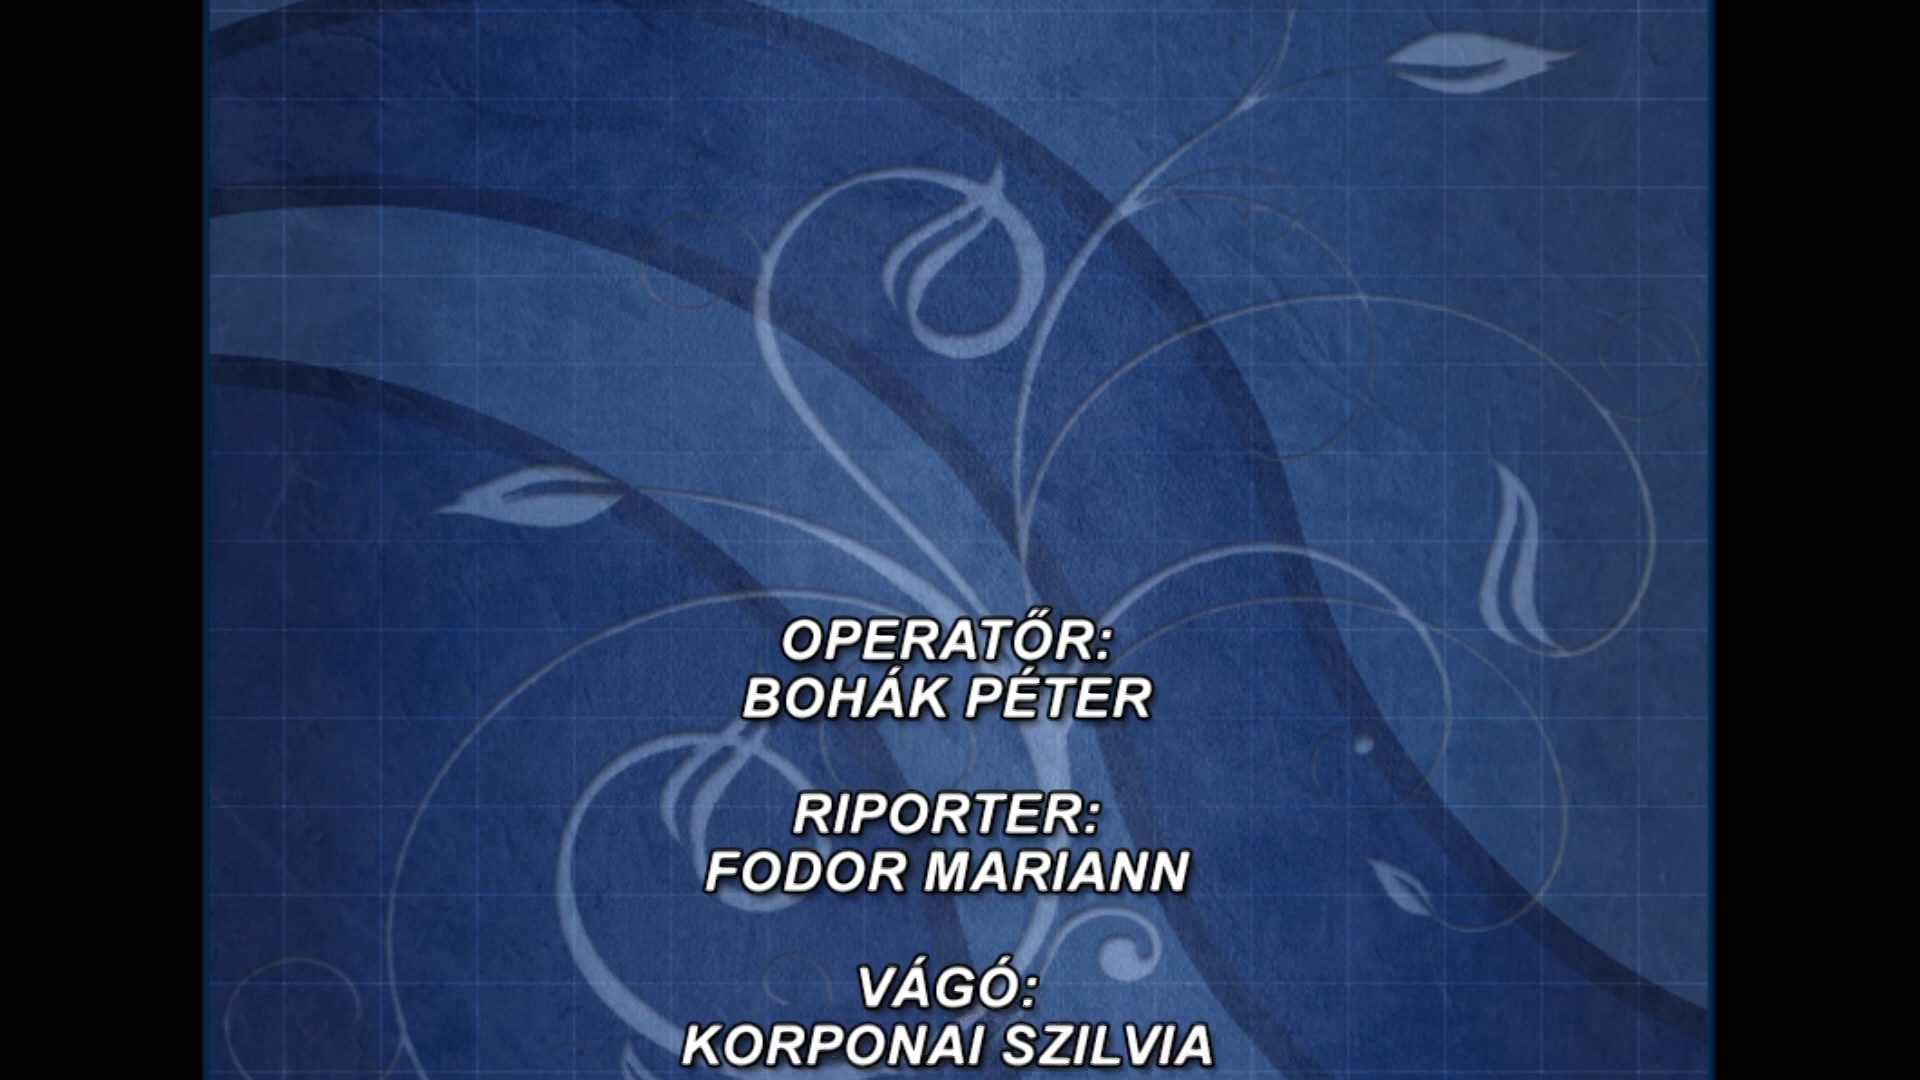 OPERATŐR:
BOHÁK PÉTER
RIPORTER:
FODOR MARIANN
VÁGÓ:
KORPONAI SZILVIA